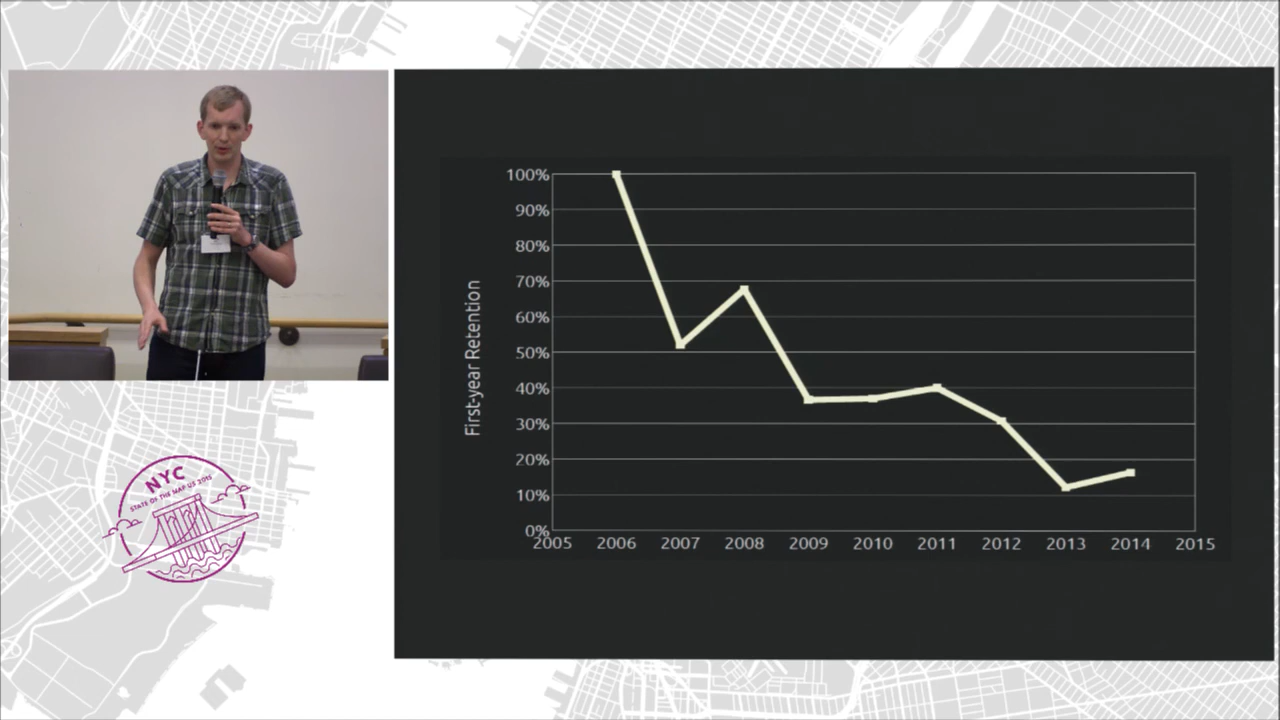 NYC
STATE OF THE MAP US 2015
First-year Retention
100%
90%
80%
70%
60%
50%
40%
30%
20%
10%
0%
2005 2006 2007 2008 2009 2010 2011 2012 2013 2014 2015